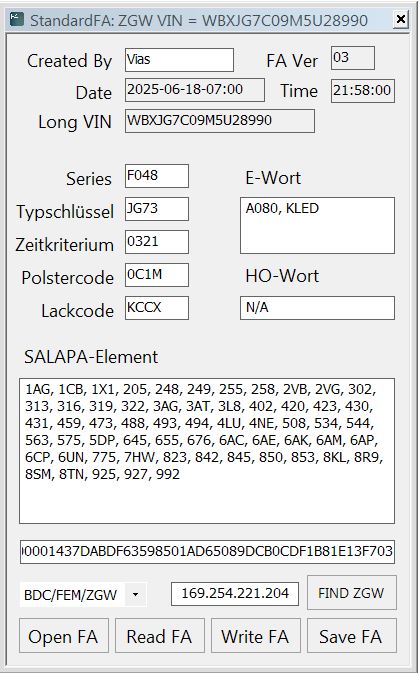 StandardFA: ZGW VIN = WBXJG7C09M5U28990
Created By Vias FA Ver 03
Date 2025-06-18-07:00 Time 21:58:00
Long VIN WBXJG7C09M5U28990
Series F048 E-Wort
Typschlüssel JG73 A080, KLED
Zeitkriterium 0321
Polstercode 0C1M HO-Wort
Lackcode KCCX N/A
SALAPA-Element
1AG, 1CB, 1X1, 205, 248, 249, 255, 258, 2VB, 2VG, 302,
313, 316, 319, 322, 3AG, 3AT, 3L8, 402, 420, 423, 430,
431, 459, 473, 488, 493, 494, 4LU, 4NE, 508, 534, 544,
563, 575, 5DP, 645, 655, 676, 6AC, 6AE, 6AK, 6AM, 6AP,
6CP, 6UN, 775, 7HW, 823, 842, 845, 850, 853, 8KL, 8R9,
8SM, 8TN, 925, 927, 992
00001437DABDF63598501AD65089DCB0CDF1B81E13F703
BDC/FEM/ZGW 169.254.221.204 FIND ZGW
Open FA Read FA Write FA Save FA